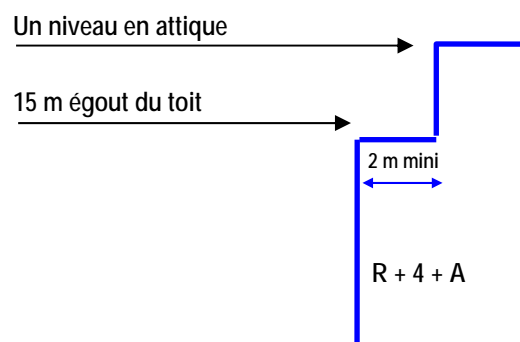 Un niveau en attique
15 m égout du toit
2 m mini
R + 4 + A